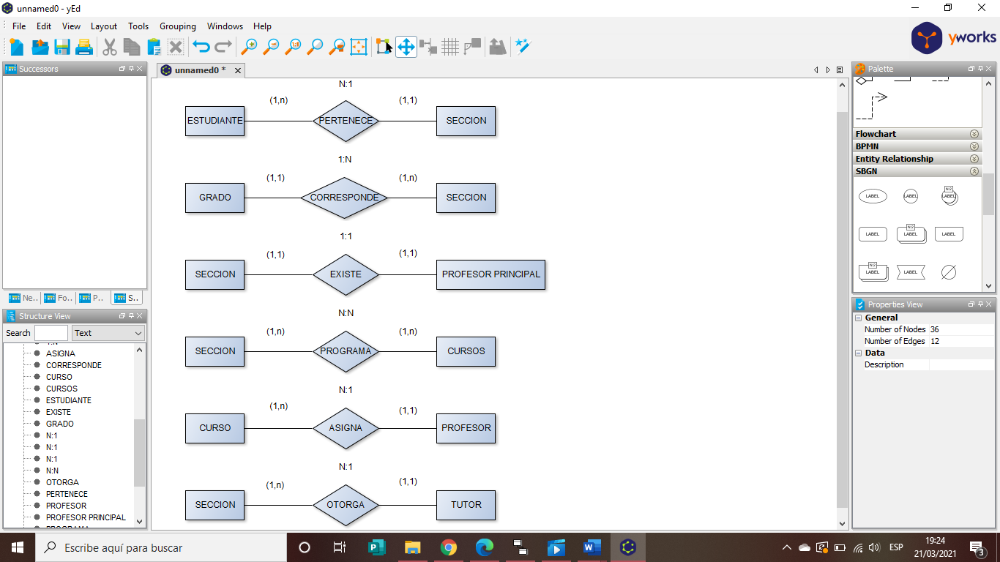 unnamed0 - yEd
File Edit View Layout Tools Grouping Windows Help
yworks
Successors
unnamed0 *
Palette
N:1
(1,n) (1,1)
ESTUDIANTE PERTENECE SECCION
1:N
(1,1) (1,n)
GRADO CORRESPONDE SECCION
1:1
(1,1) (1,1)
SECCION EXISTE PROFESOR PRINCIPAL
N:N
(1,n) (1,n)
SECCION PROGRAMA CURSOS
N:1
(1,n) (1,1)
CURSO ASIGNA PROFESOR
N:1
(1,n) (1,1)
SECCION OTORGA TUTOR
Flowchart
BPMN
Entity Relationship
SBGN
LABEL LABEL N:2 LABEL
LABEL N:2 LABEL LABEL
N:2 LABEL LABEL
Ne.. Fo.. P.. S..
Structure View
Search Text
1:N
ASIGNA
CORRESPONDE
CURSO
CURSOS
ESTUDIANTE
EXISTE
GRADO
N:1
N:1
N:1
N:N
OTORGA
PERTENECE
PROFESOR
PROFESOR PRINCIPAL
PROGRAMA
Properties View
General
Number of Nodes 36
Number of Edges 12
Data
Description
Escribe aquí para buscar
ESP
19:24
21/03/2021
3